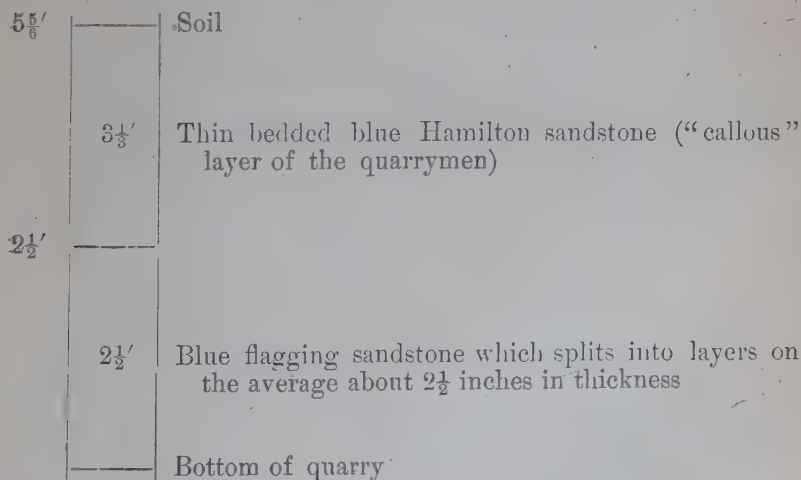 5⅚′ Soil
3⅓′ Thin bedded blue Hamilton sandstone (“callous”
layer of the quarrymen)
2½′
2½′ Blue flagging sandstone which splits into layers on
the average about 2½ inches in thickness
Bottom of quarry